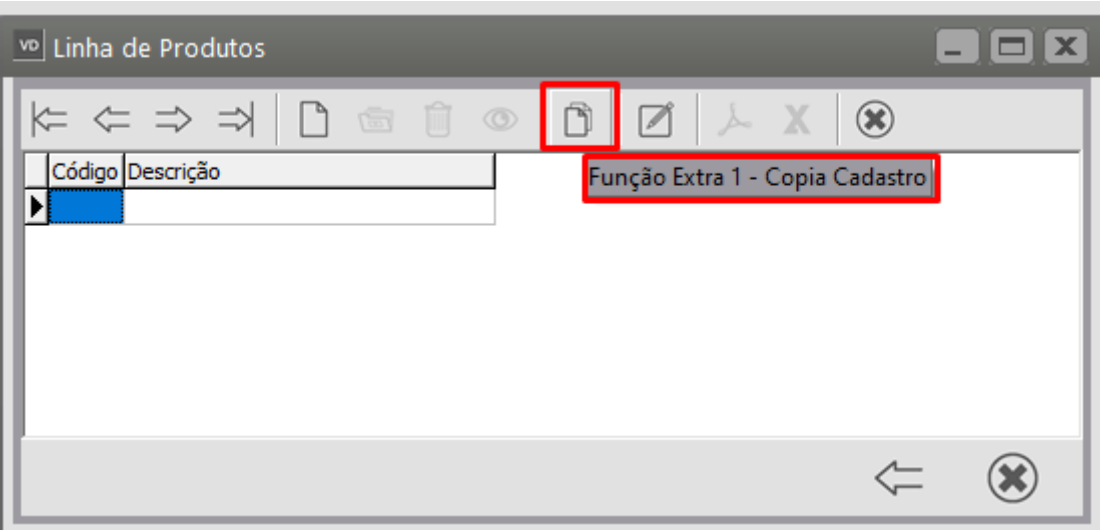 VD Linha de Produtos
Código Descrição
Função Extra 1 - Copia Cadastro